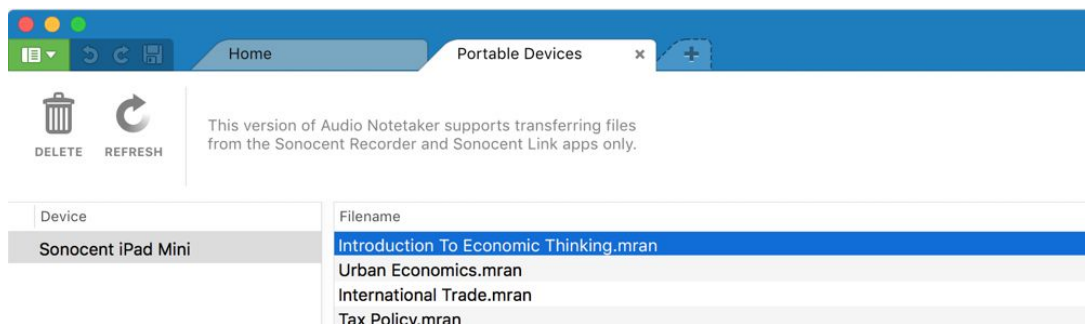 Home
Portable Devices
This version of Audio Notetaker supports transferring files
from the Sonocent Recorder and Sonocent Link apps only.
DELETE REFRESH
Device Filename
Sonocent iPad Mini Introduction To Economic Thinking.mran
Urban Economics.mran
International Trade.mran
Tax Policy.mran